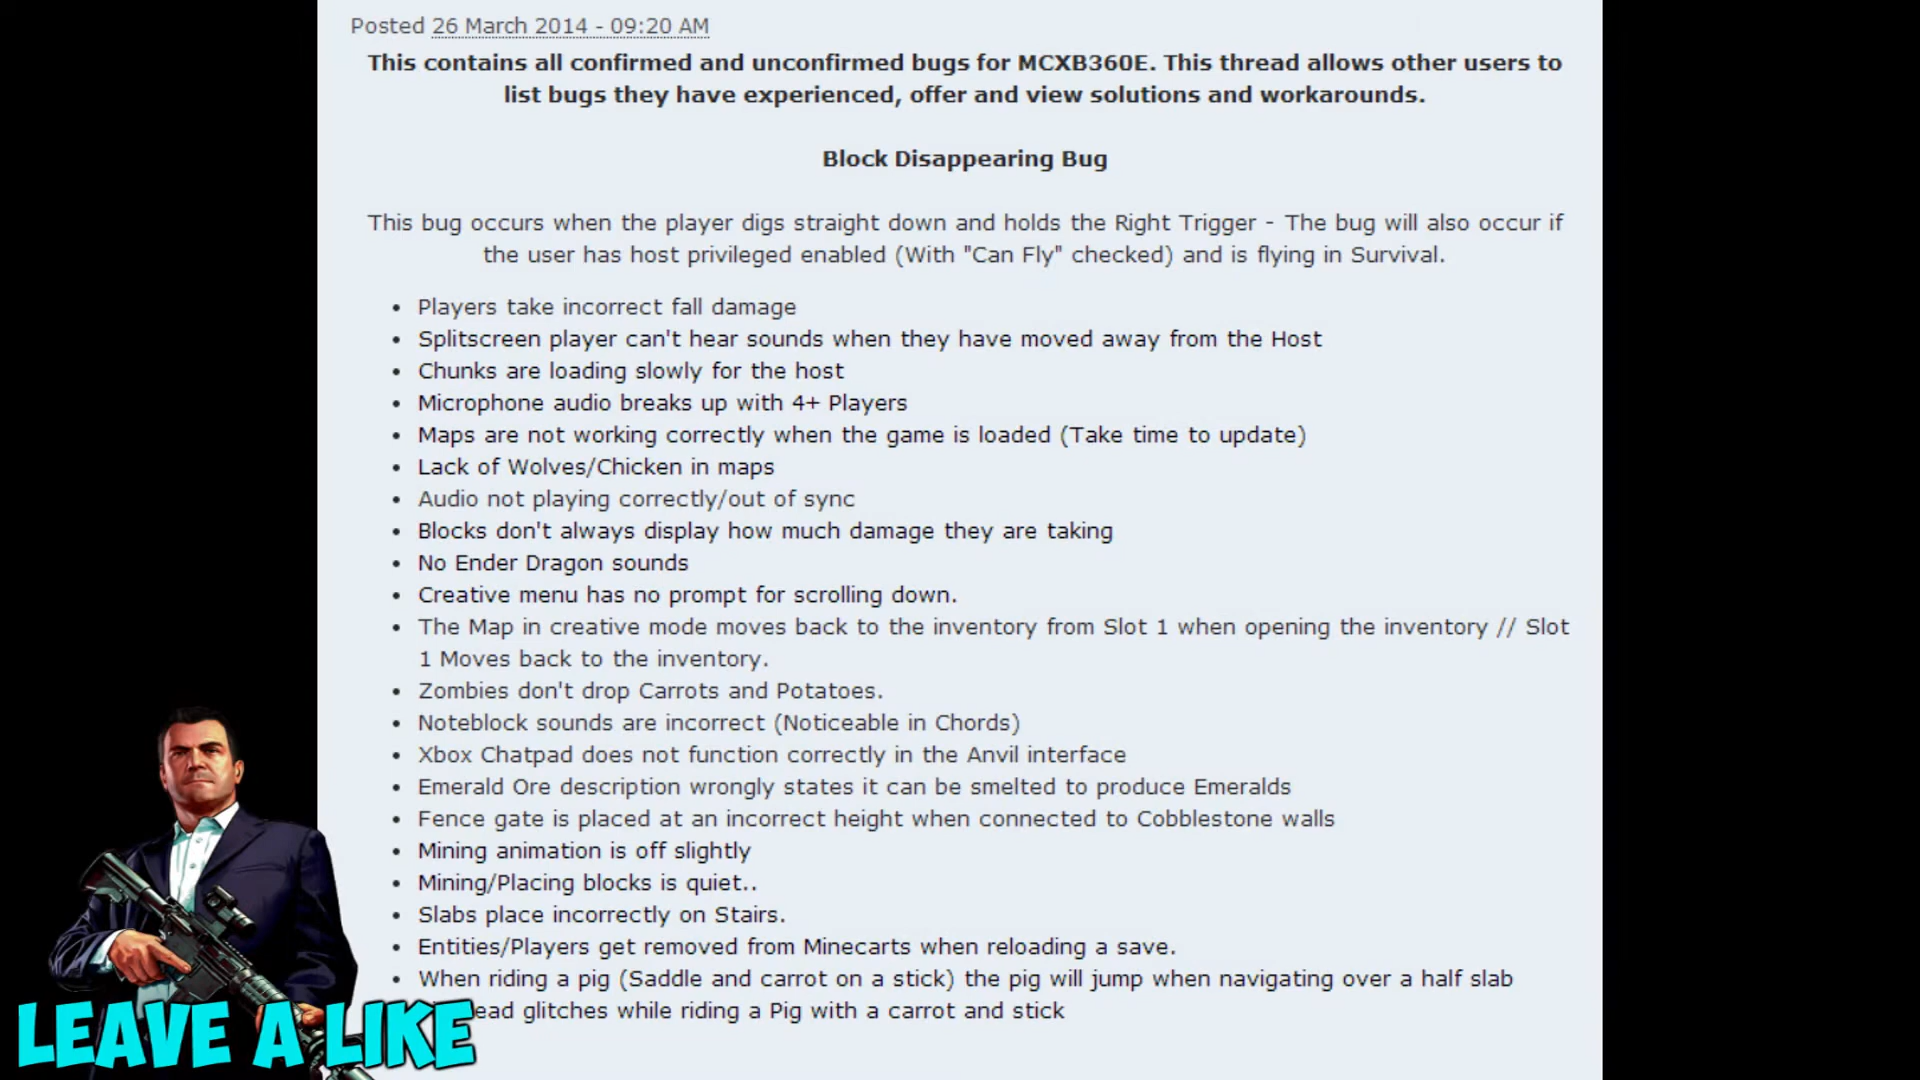 Posted 26 March 2014 - 09:20 AM
This contains all confirmed and unconfirmed bugs for MCXB360E. This thread allows other users to
list bugs they have experienced, offer and view solutions and workarounds.
Block Disappearing Bug
This bug occurs when the player digs straight down and holds the Right Trigger - The bug will also occur if
the user has host privileged enabled (With "Can Fly" checked) and is flying in Survival.
• Players take incorrect fall damage
• Splitscreen player can't hear sounds when they have moved away from the Host
• Chunks are loading slowly for the host
• Microphone audio breaks up with 4+ Players
• Maps are not working correctly when the game is loaded (Take time to update)
• Lack of Wolves/Chicken in maps
• Audio not playing correctly/out of sync
• Blocks don't always display how much damage they are taking
• No Ender Dragon sounds
• Creative menu has no prompt for scrolling down.
• The Map in creative mode moves back to the inventory from Slot 1 when opening the inventory // Slot
1 Moves back to the inventory.
• Zombies don't drop Carrots and Potatoes.
• Noteblock sounds are incorrect (Noticeable in Chords)
• Xbox Chatpad does not function correctly in the Anvil interface
• Emerald Ore description wrongly states it can be smelted to produce Emeralds
• Fence gate is placed at an incorrect height when connected to Cobblestone walls
• Mining animation is off slightly
• Mining/Placing blocks is quiet..
• Slabs place incorrectly on Stairs.
• Entities/Players get removed from Minecarts when reloading a save.
• When riding a pig (Saddle and carrot on a stick) the pig will jump when navigating over a half slab
glitches while riding a Pig with a carrot and stick
LEAVE A LIKE